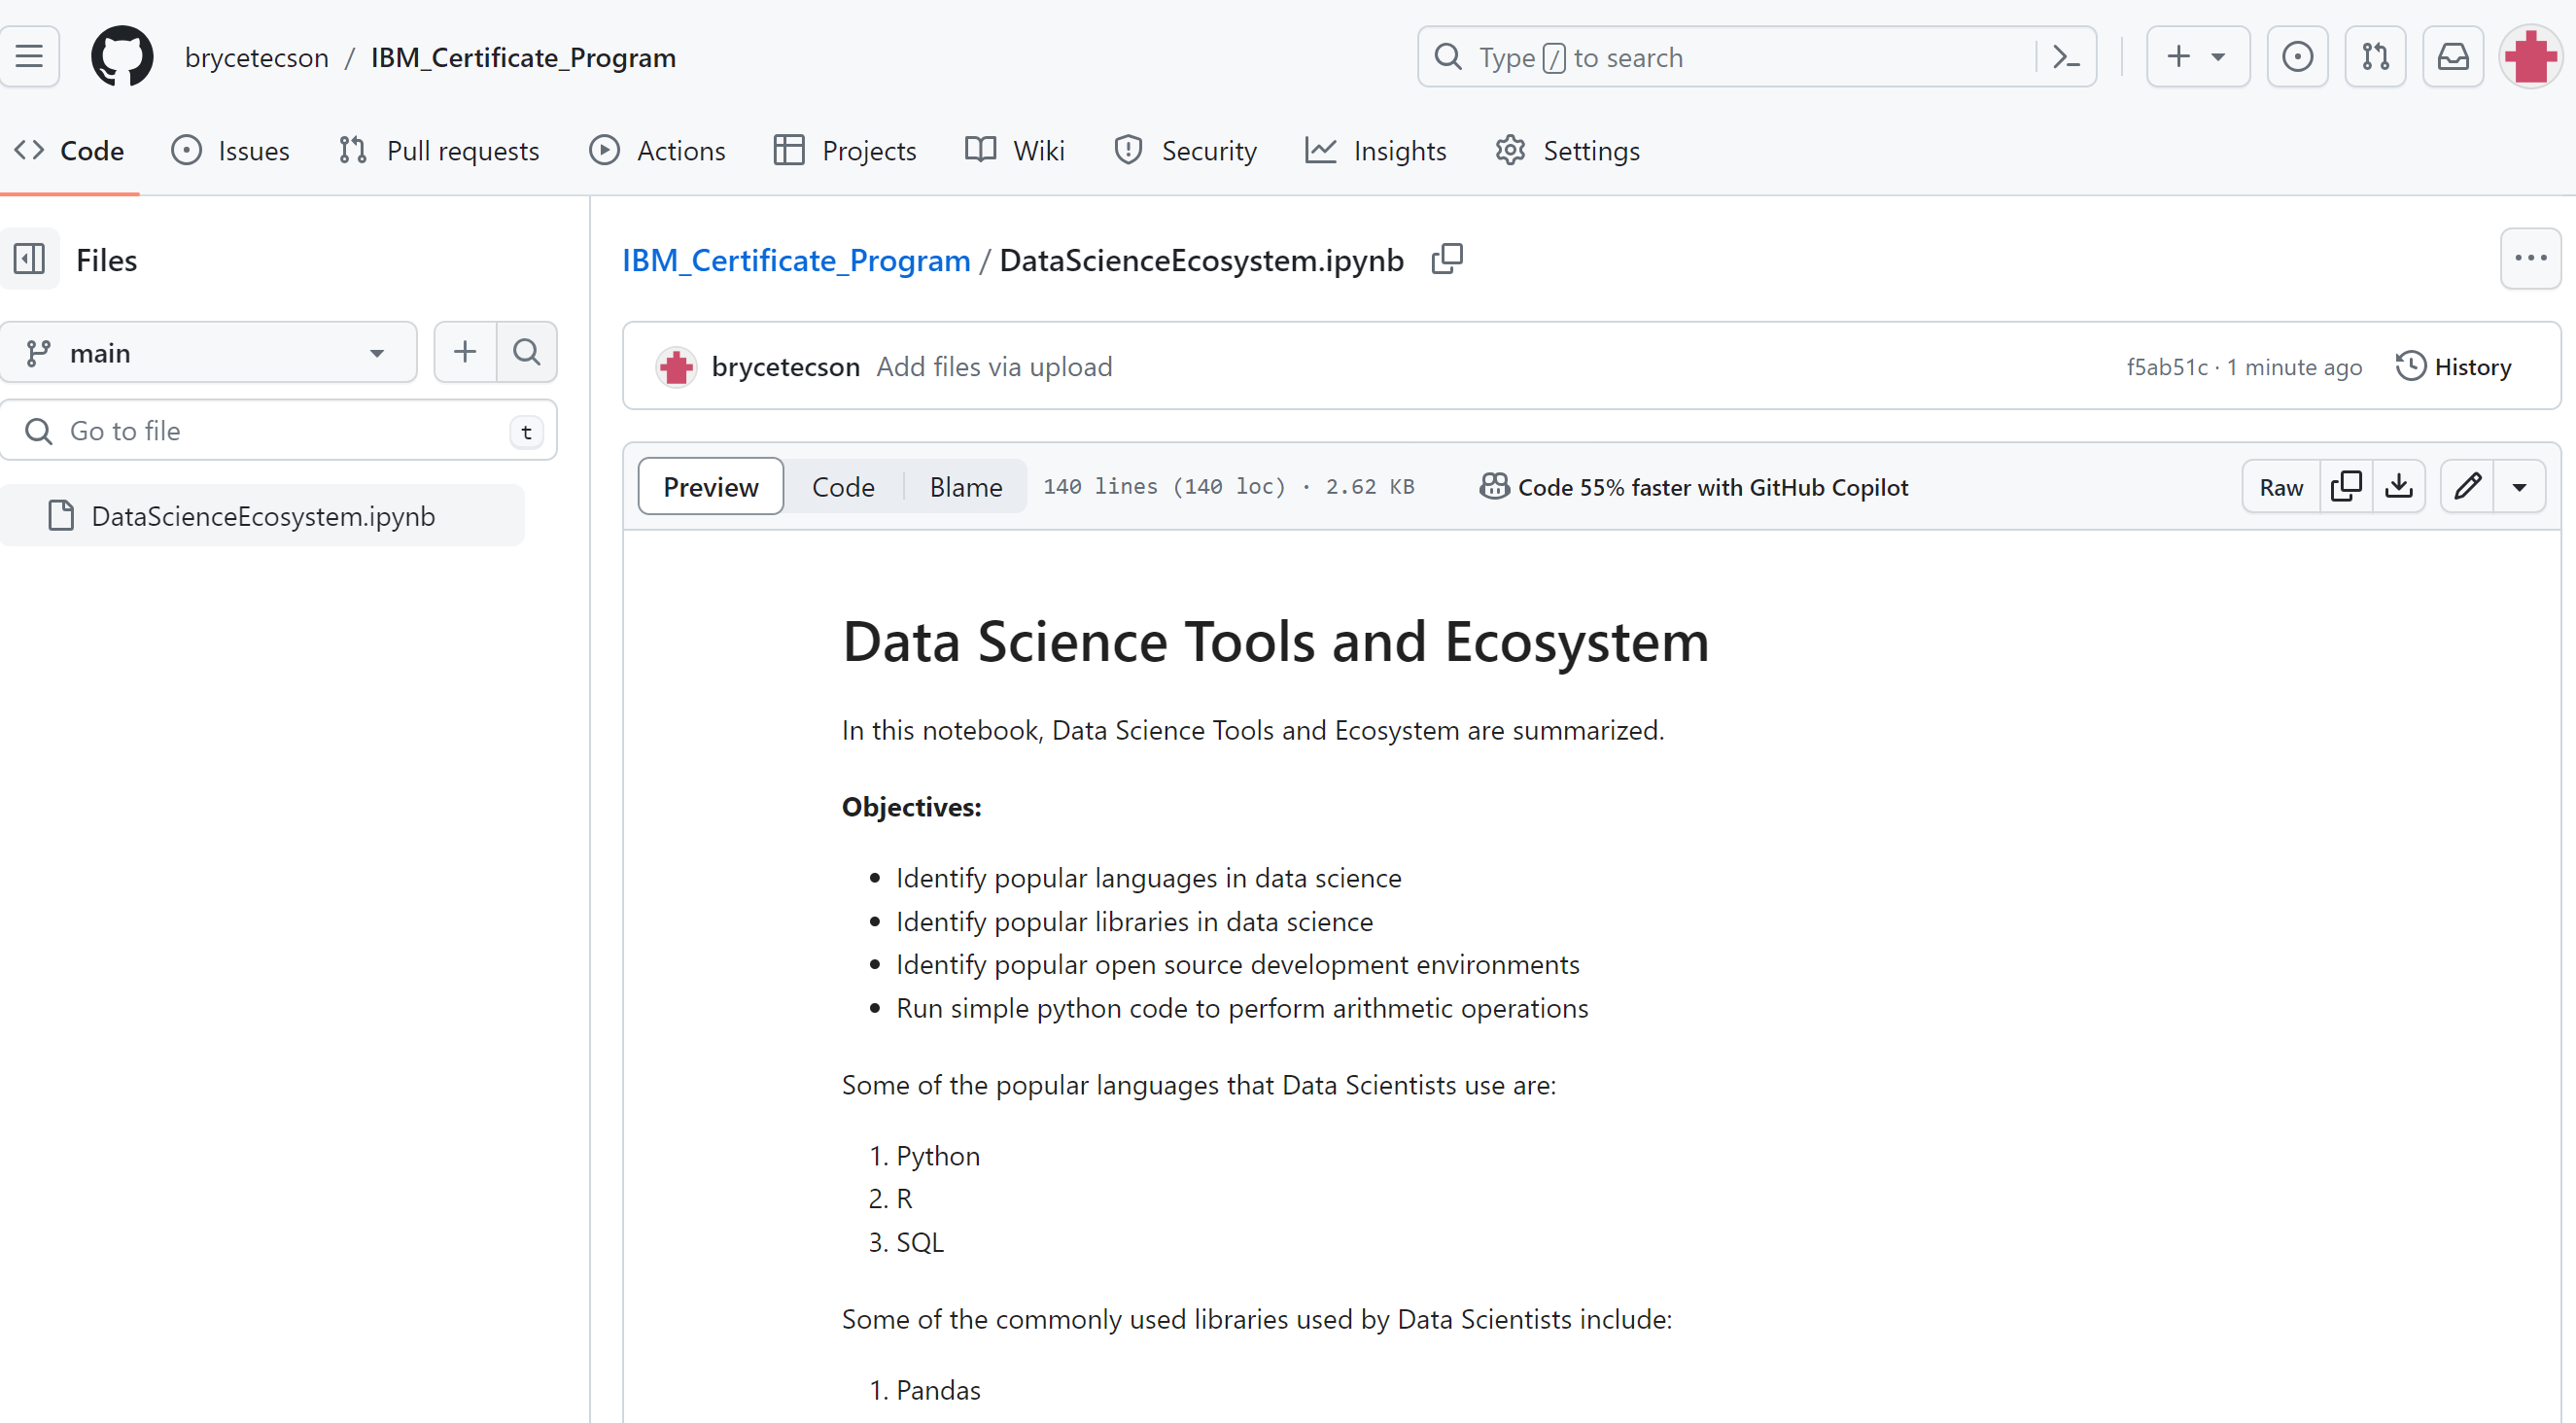 brycetecson / IBM_Certificate_Program
Type / to search
Code
Issues
Pull requests
Actions
Projects
Wiki
Security
Insights
Settings
Files
main
Go to file
t
DataScienceEcosystem.ipynb
IBM_Certificate_Program / DataScienceEcosystem.ipynb
brycetecson Add files via upload
f5ab51c · 1 minute ago
History
Preview
Code
Blame
140 lines (140 loc) · 2.62 KB
Code 55% faster with GitHub Copilot
Raw
Data Science Tools and Ecosystem
In this notebook, Data Science Tools and Ecosystem are summarized.
Objectives:
• Identify popular languages in data science
• Identify popular libraries in data science
• Identify popular open source development environments
• Run simple python code to perform arithmetic operations
Some of the popular languages that Data Scientists use are:
1. Python
2. R
3. SQL
Some of the commonly used libraries used by Data Scientists include:
1. Pandas